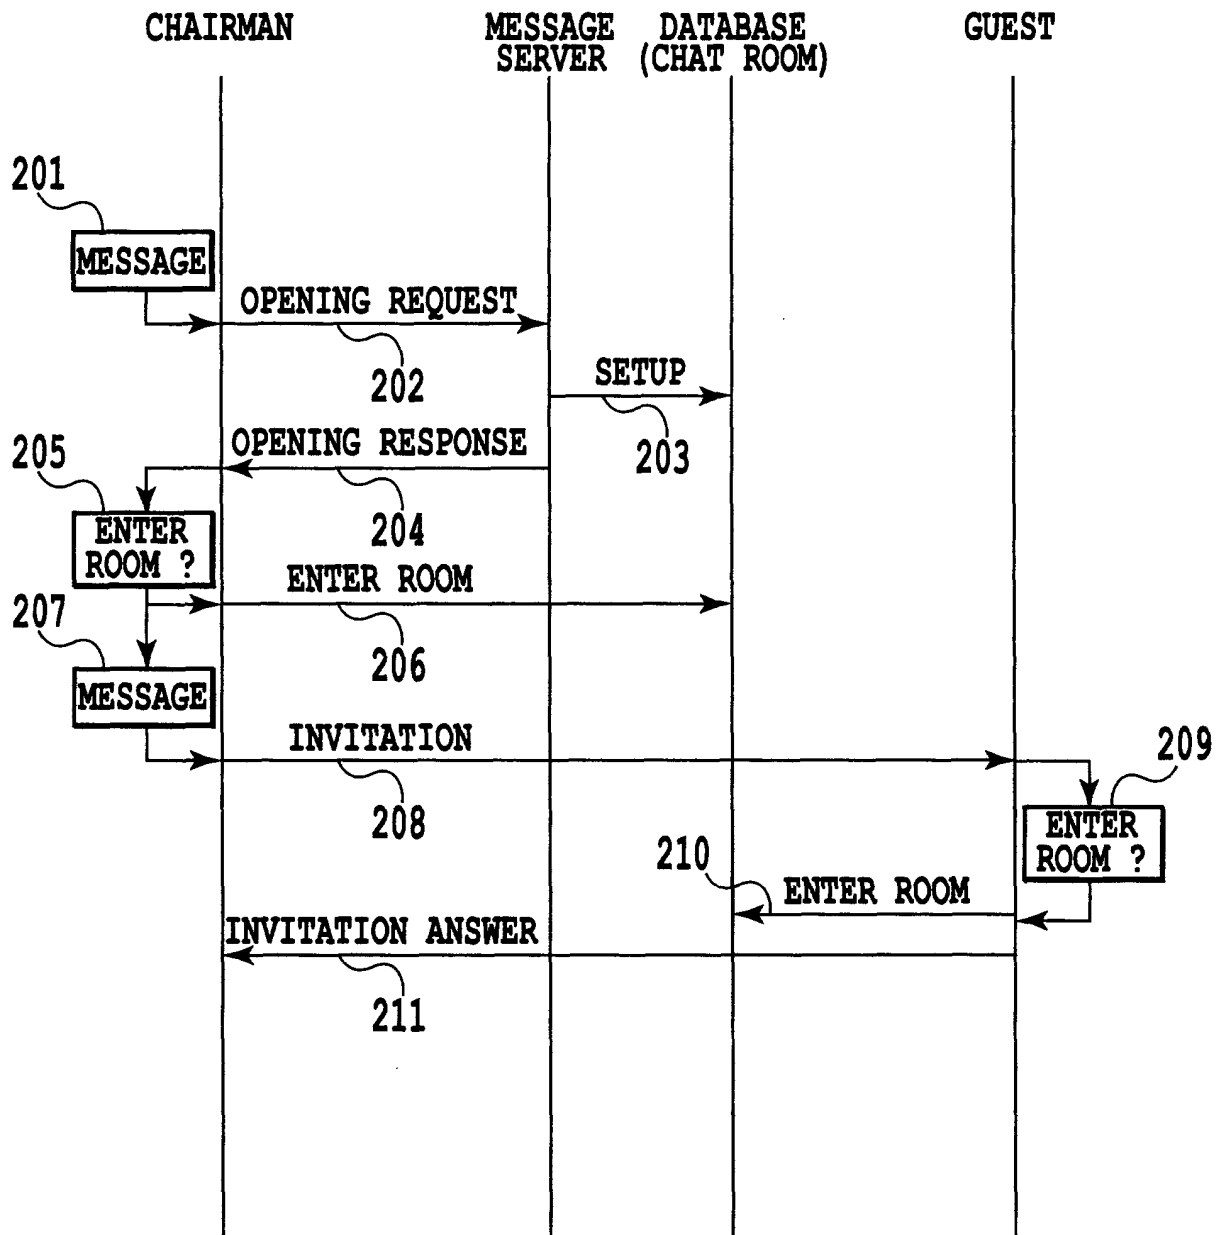 CHAIRMAN
MESSAGE
SERVER
DATABASE
(CHAT ROOM)
GUEST
201
MESSAGE
OPENING REQUEST
202
SETUP
203
OPENING RESPONSE
204
205
ENTER
ROOM ?
ENTER ROOM
206
207
MESSAGE
INVITATION
208
209
ENTER
ROOM ?
210
ENTER ROOM
INVITATION ANSWER
211